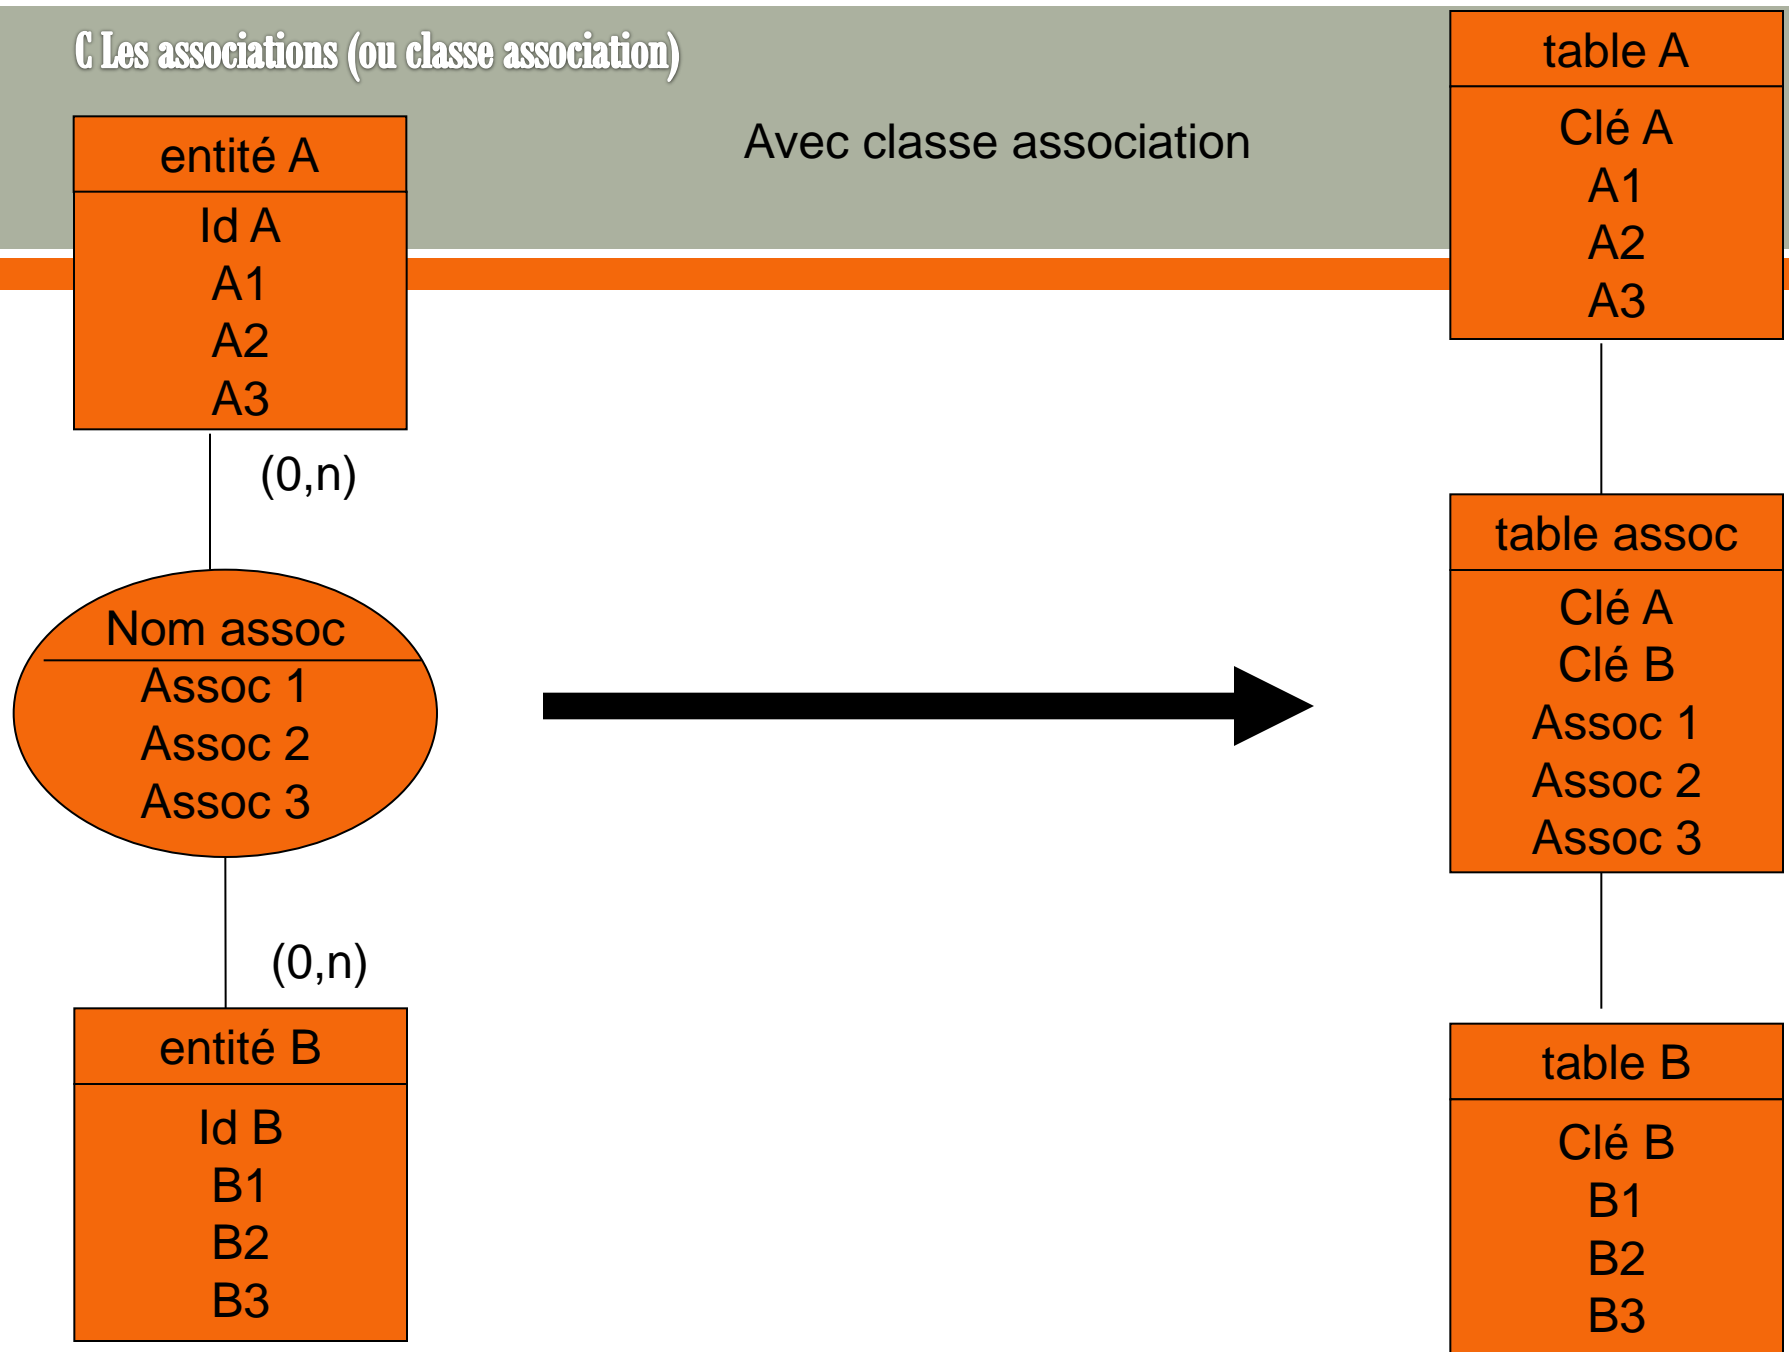 C Les associations (ou classe association)
Avec classe association
entité A
Id A
A1
A2
A3
(0,n)
Nom assoc
Assoc 1
Assoc 2
Assoc 3
(0,n)
entité B
Id B
B1
B2
B3
table A
Clé A
A1
A2
A3
table assoc
Clé A
Clé B
Assoc 1
Assoc 2
Assoc 3
table B
Clé B
B1
B2
B3